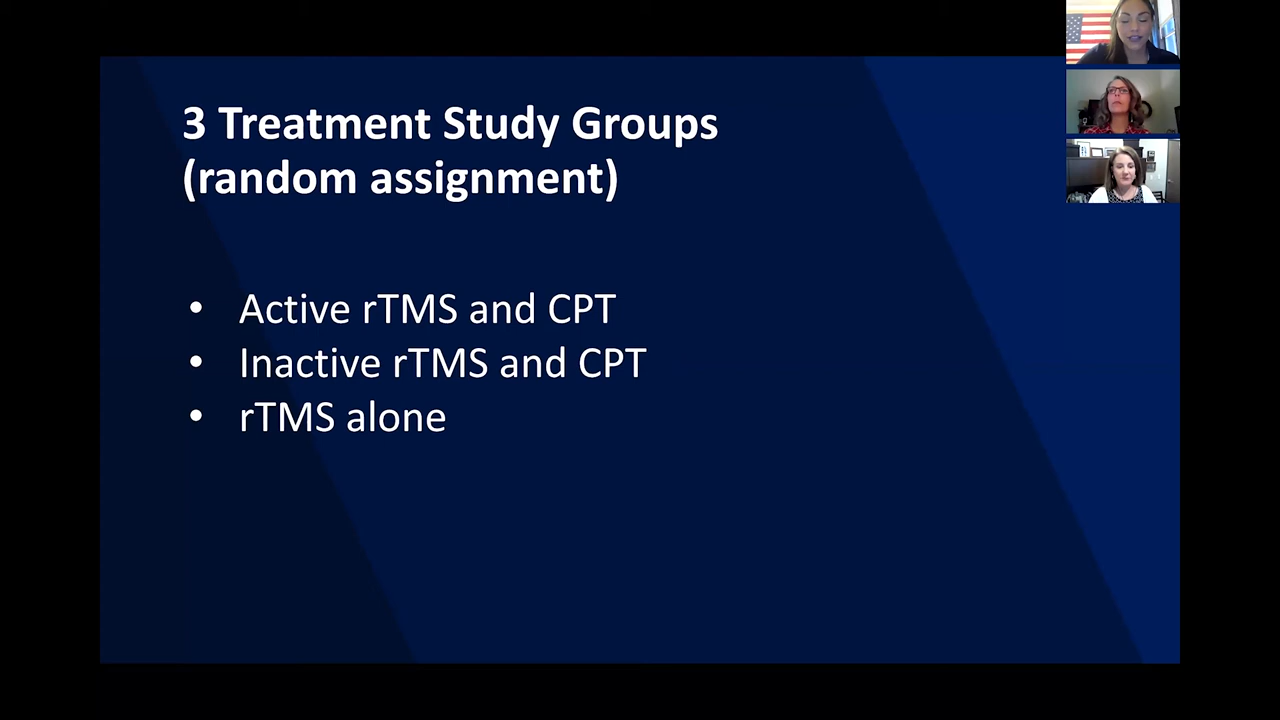 3 Treatment Study Groups
(random assignment)
• Active rTMS and CPT
• Inactive rTMS and CPT
• rTMS alone